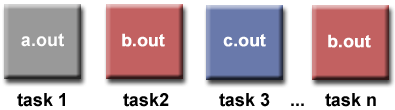 a.out b.out c.out b.out
task 1 task2 task 3 ... task n